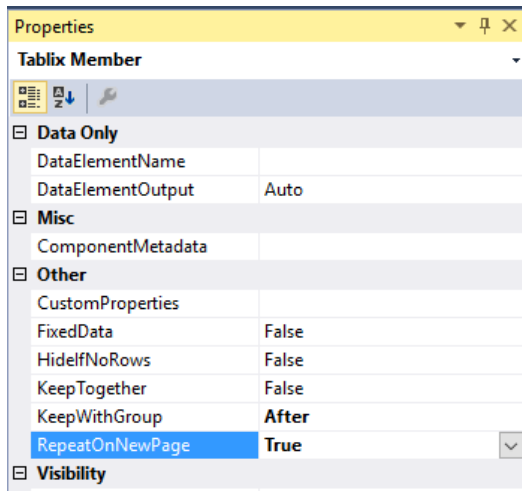 Properties
Tablix Member
Data Only
DataElementName
DataElementOutput Auto
Misc
ComponentMetadata
Other
CustomProperties
FixedData False
HideIfNoRows False
KeepTogether False
KeepWithGroup After
RepeatOnNewPage True
Visibility